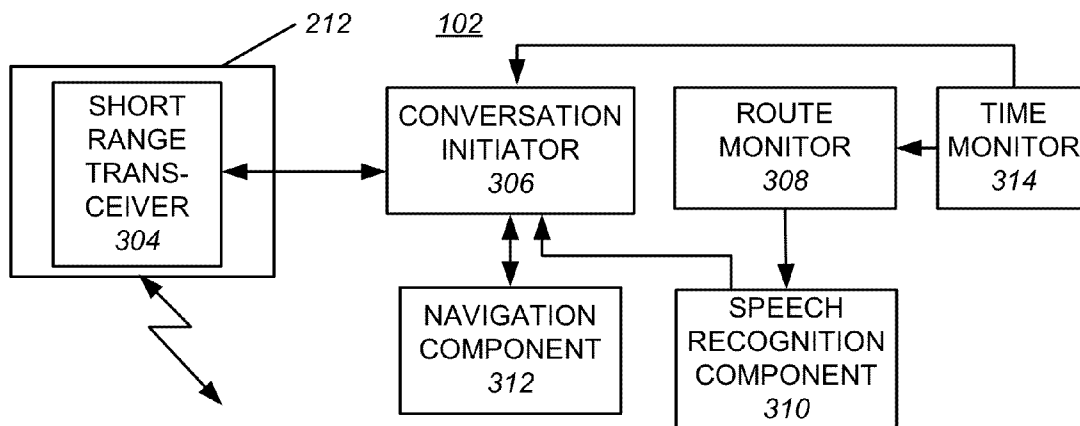 212
102
SHORT
RANGE
TRANS-
CEIVER
304
CONVERSATION
INITIATOR
306
ROUTE
MONITOR
308
TIME
MONITOR
314
NAVIGATION
COMPONENT
312
SPEECH
RECOGNITION
COMPONENT
310